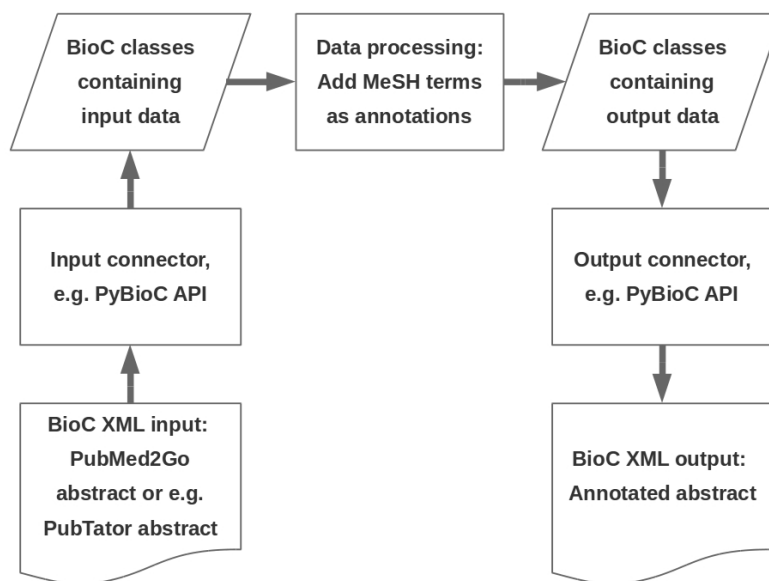 BioC classes
containing
input data
Data processing:
Add MeSH terms
as annotations
BioC classes
containing
output data
Input connector,
e.g. PyBioC API
Output connector,
e.g. PyBioC API
BioC XML input:
PubMed2Go
abstract or e.g.
PubTator abstract
BioC XML output:
Annotated abstract